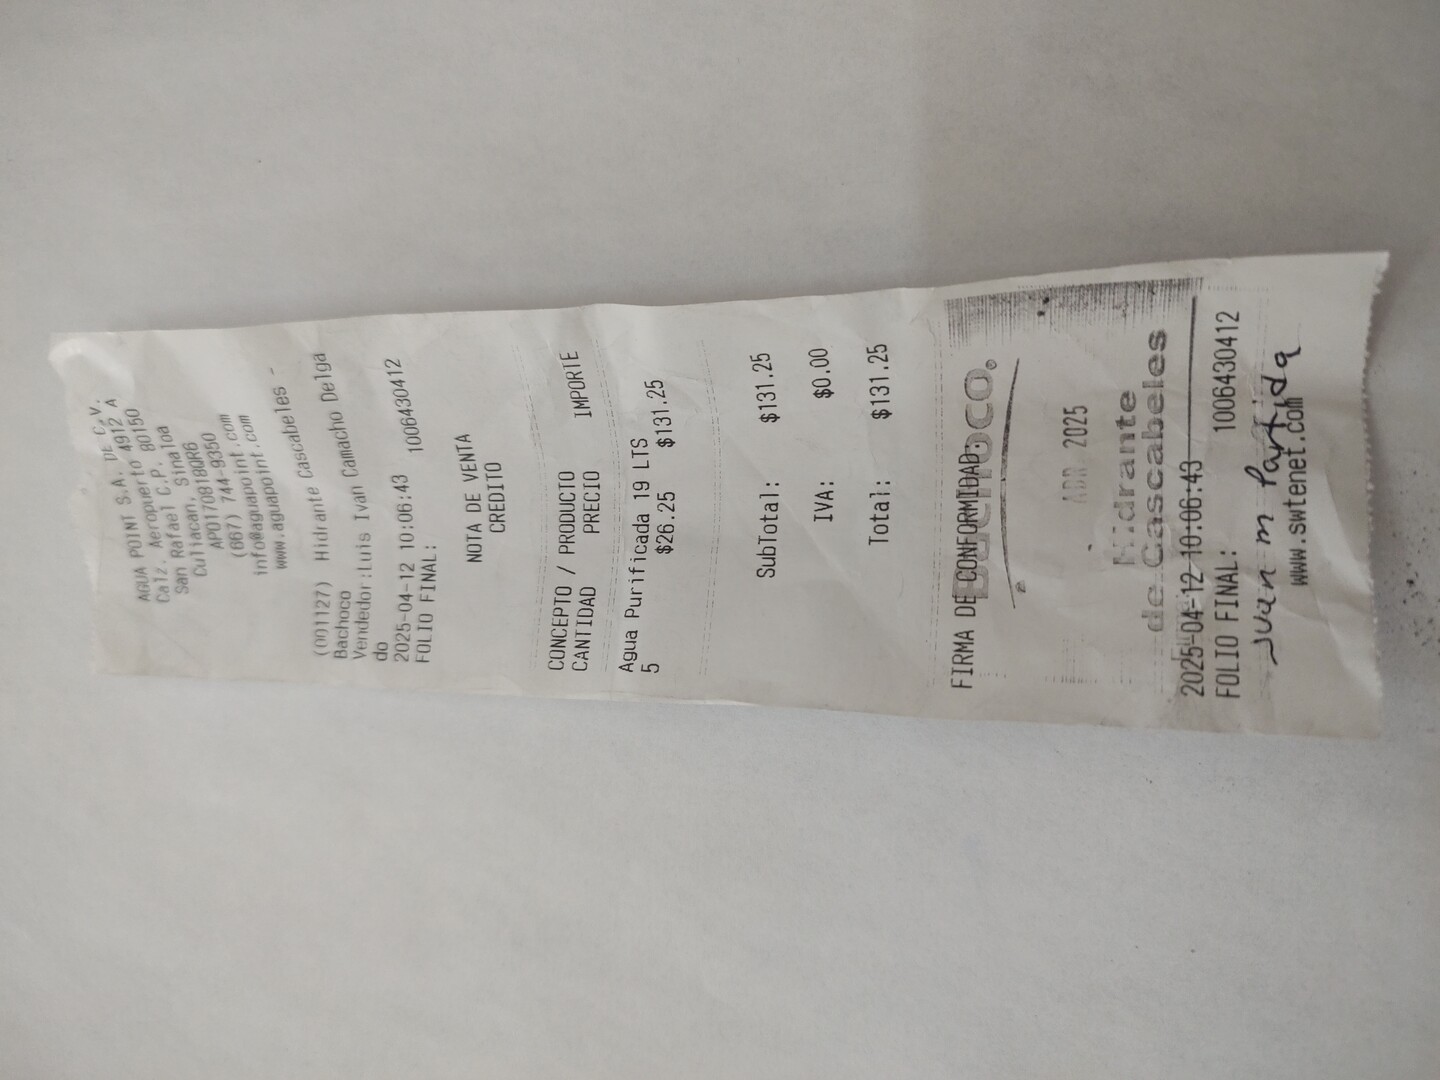 AGUA POINT S.A. DE C.V.
Calz. Aeropuerto 4912 A
San Rafael C.P. 80150
Culiacan, Sinaloa
APO170818QR6
(667) 744-9350
info@aguapoint.com
www.aguapoint.com
(001127) Hidrante Cascabeles -
Bachoco
Vendedor:Luis Ivan Camacho Delga
do
2025-04-12 10:06:43
FOLIO FINAL: 1006430412
NOTA DE VENTA
CREDITO
CONCEPTO / PRODUCTO
CANTIDAD PRECIO IMPORTE
Agua Purificada 19 LTS
5 $26.25 $131.25
SubTotal: $131.25
IVA: $0.00
Total: $131.25
FIRMA DE CONFORMIDAD:
Bachoco
ABR 2025
Hidrante
de Cascabeles
2025-04-12 10:06:43
FOLIO FINAL: 1006430412
Juan m Partida
www.swtenet.com